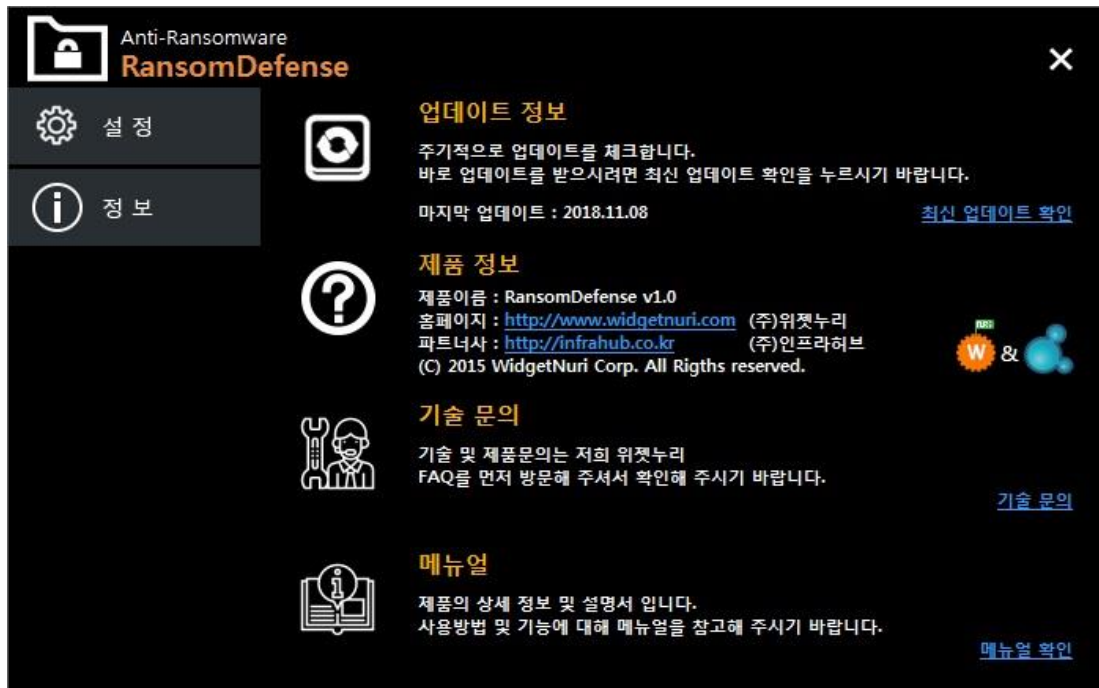 Anti-Ransomware
RansomDefense
설 정
정 보
업데이트 정보
주기적으로 업데이트를 체크합니다.
바로 업데이트를 받으시려면 최신 업데이트 확인을 누르시기 바랍니다.
마지막 업데이트 : 2018.11.08 최신 업데이트 확인
제품 정보
제품이름 : RansomDefense v1.0
홈페이지 : http://www.widgetnuri.com (주)위젯누리
파트너사 : http://infrahub.co.kr (주)인프라허브
(C) 2015 WidgetNuri Corp. All Rigths reserved.
W &
기술 문의
기술 및 제품문의는 저희 위젯누리
FAQ를 먼저 방문해 주셔서 확인해 주시기 바랍니다.
기술 문의
메뉴얼
제품의 상세 정보 및 설명서 입니다.
사용방법 및 기능에 대해 메뉴얼을 참고해 주시기 바랍니다.
메뉴얼 확인